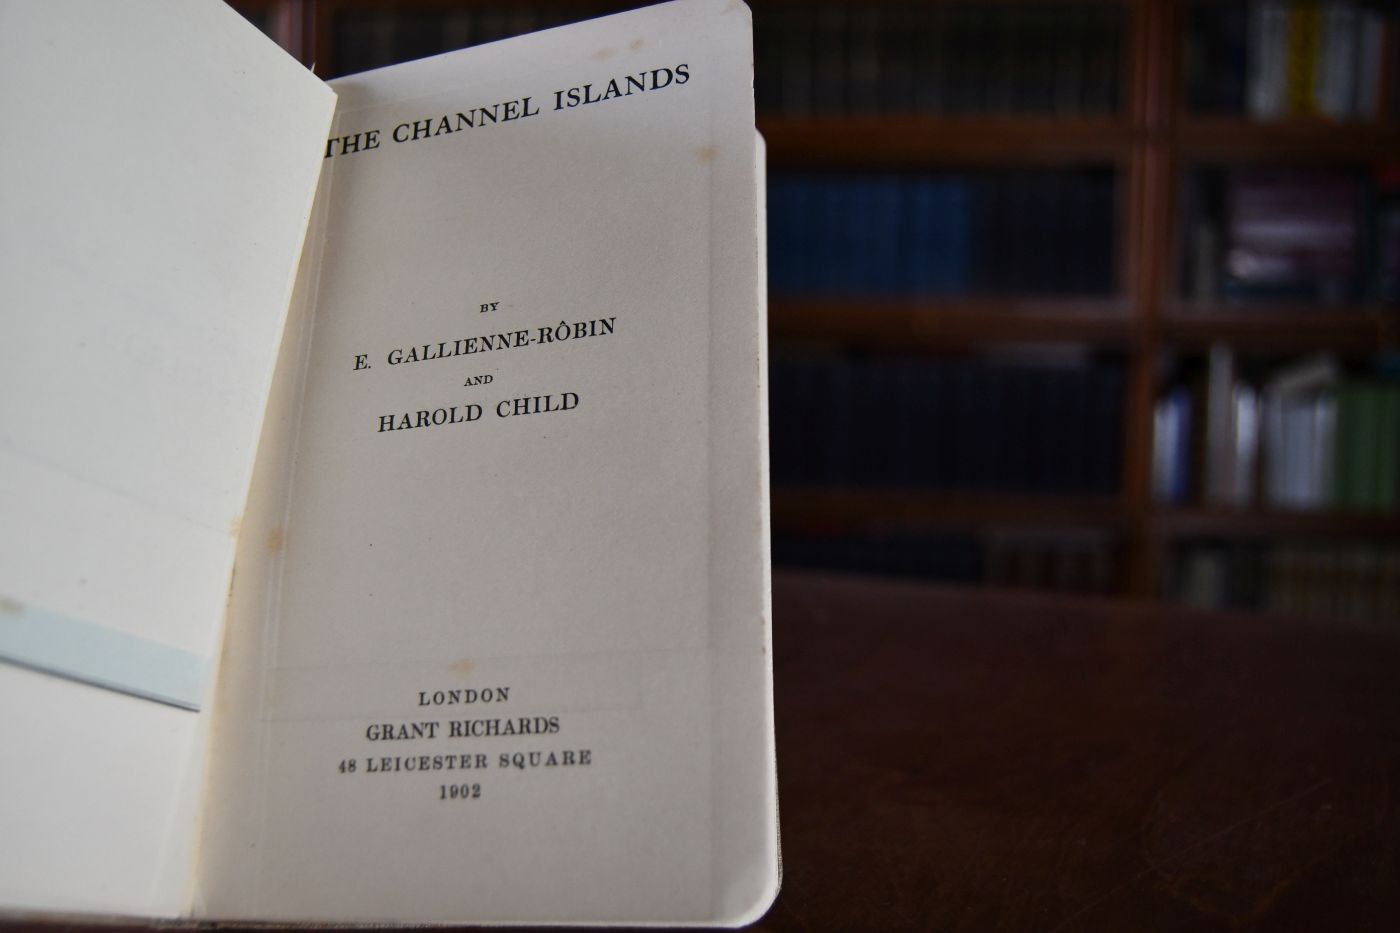 THE CHANNEL ISLANDS
BY
E. GALLIENNE-RÔBIN
AND
HAROLD CHILD
LONDON
GRANT RICHARDS
48 LEICESTER SQUARE
1902